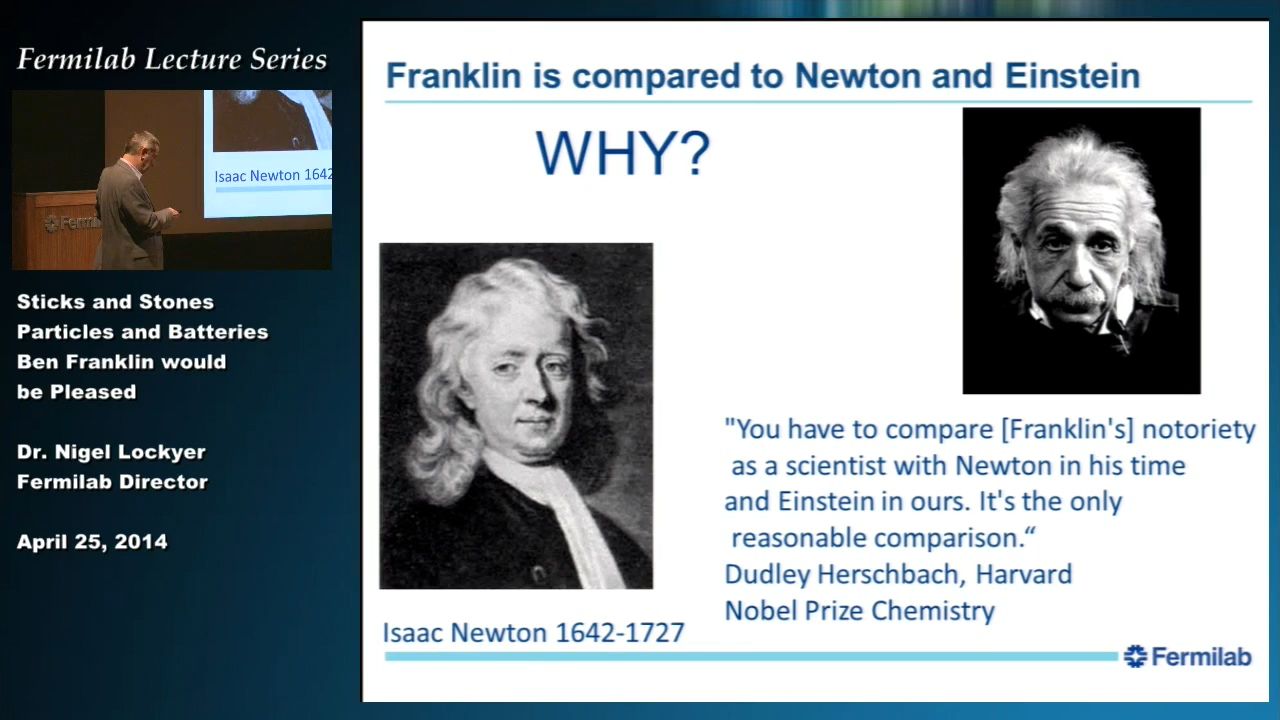 Fermilab Lecture Series
Isaac Newton 1642
Fermil
Sticks and Stones
Particles and Batteries
Ben Franklin would
be Pleased
Dr. Nigel Lockyer
Fermilab Director
April 25, 2014
Franklin is compared to Newton and Einstein
WHY?
"You have to compare [Franklin's] notoriety
as a scientist with Newton in his time
and Einstein in ours. It's the only
reasonable comparison.“
Dudley Herschbach, Harvard
Nobel Prize Chemistry
Isaac Newton 1642-1727
Fermilab